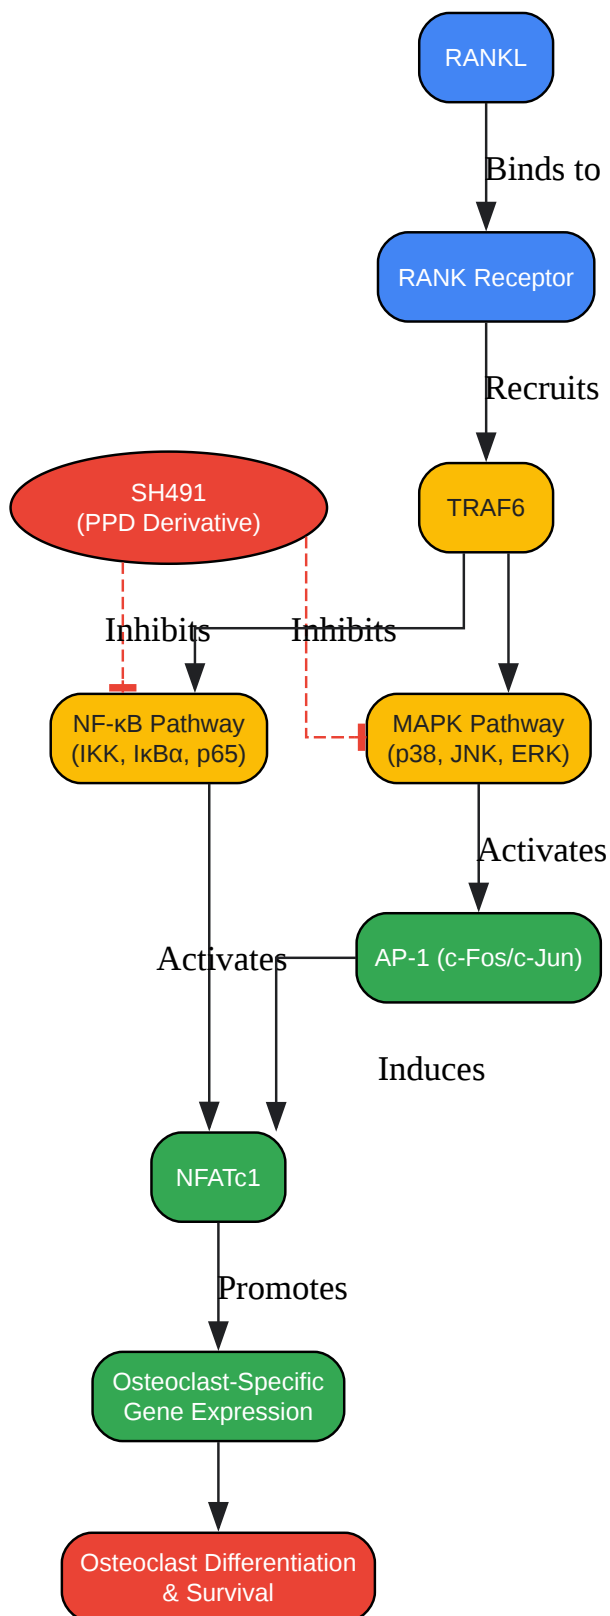 RANKL
Binds to
RANK Receptor
Recruits
SH491
(PPD Derivative)
TRAF6
Inhibits
Inhibits
NF-κB Pathway
(IKK, IκBα, p65)
MAPK Pathway
(p38, JNK, ERK)
Activates
AP-1 (c-Fos/c-Jun)
Activates
Induces
NFATc1
Promotes
Osteoclast-Specific
Gene Expression
Osteoclast Differentiation
& Survival